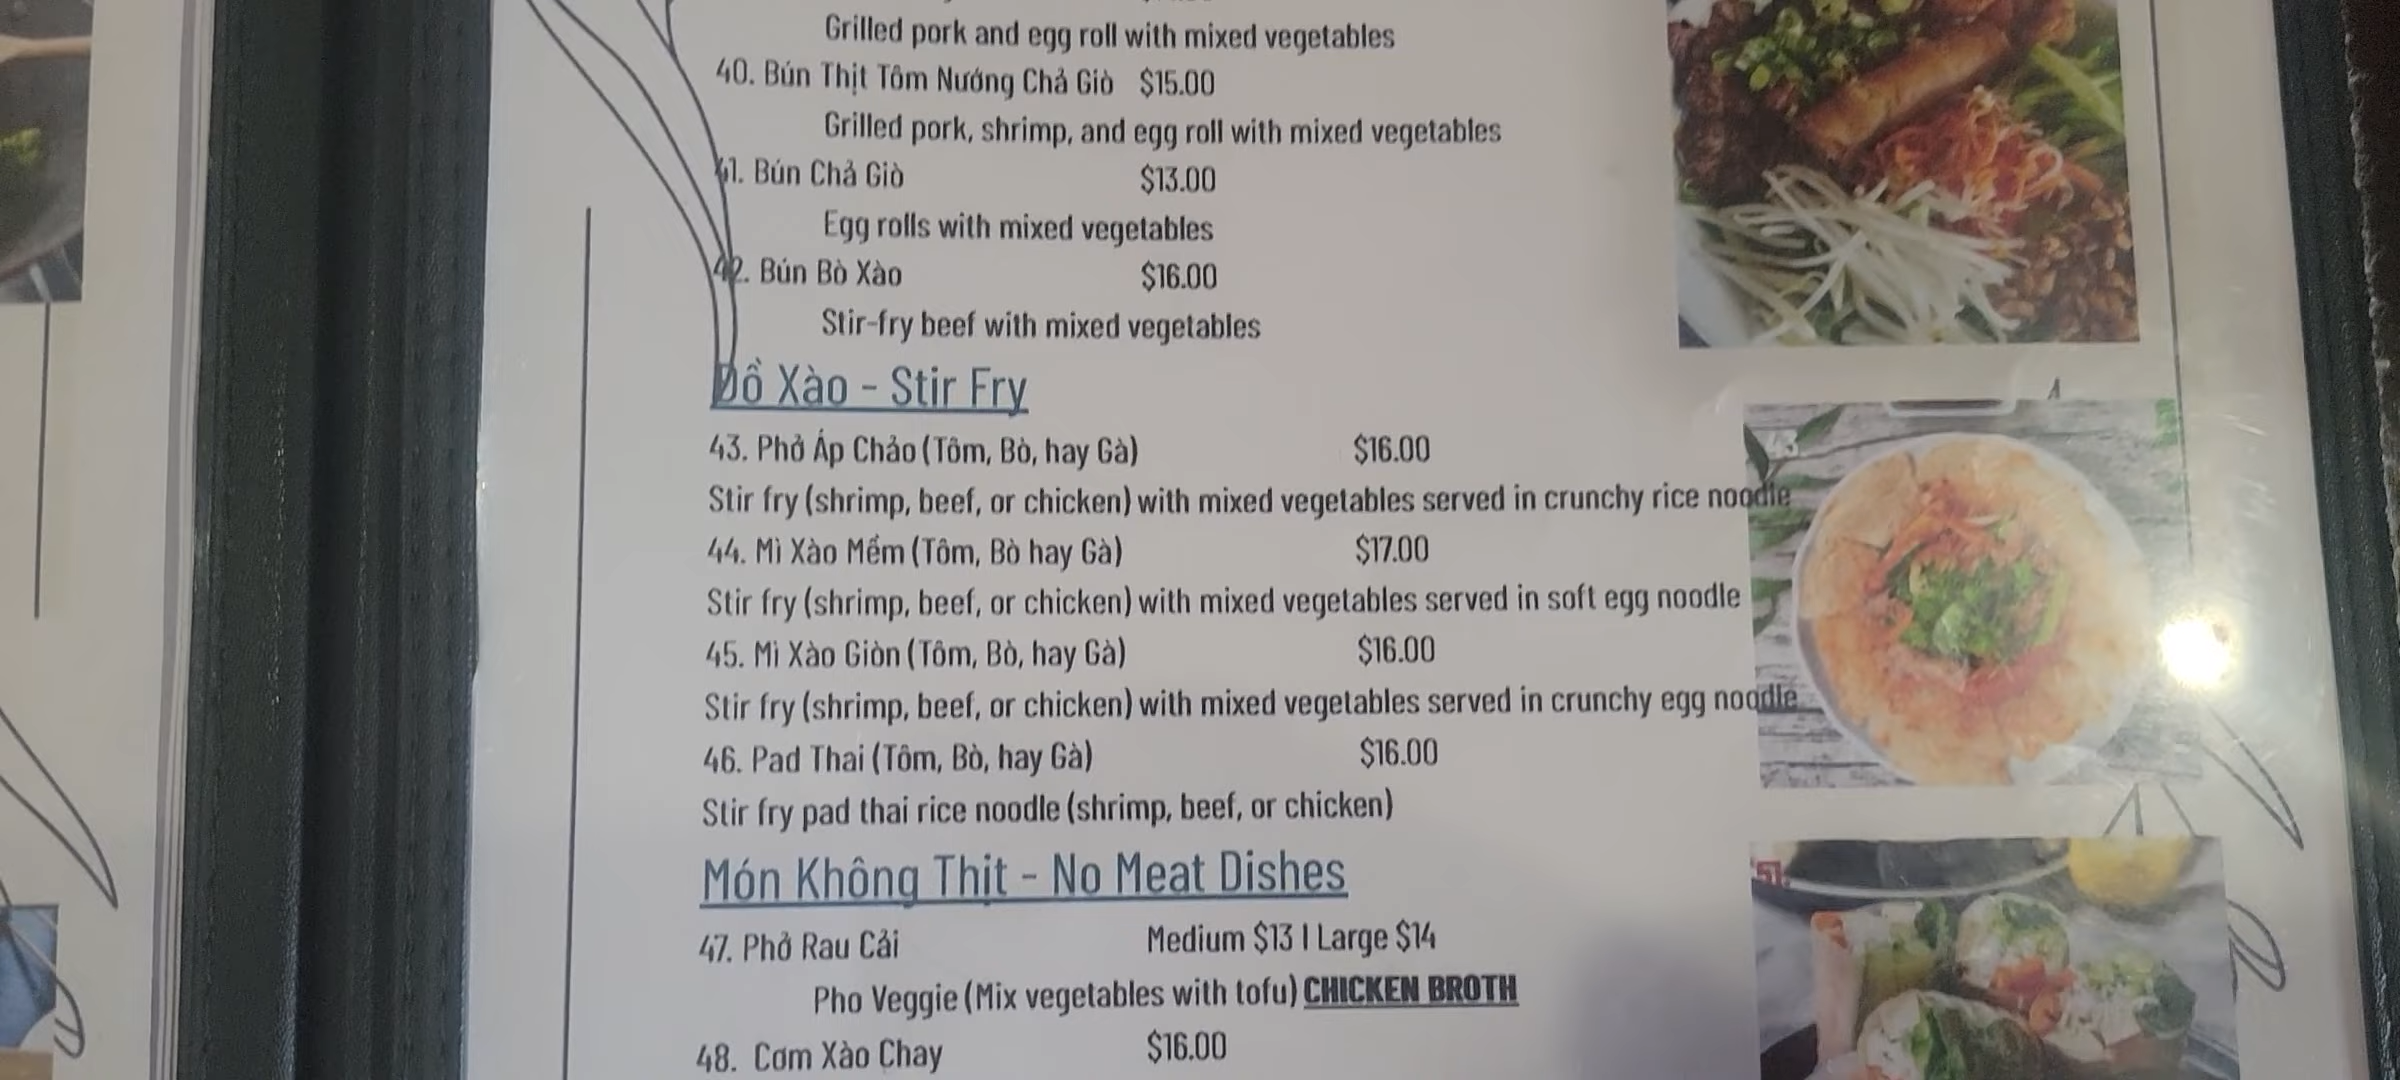 Grilled pork and egg roll with mixed vegetables
40. Bún Thịt Tôm Nướng Chả Giò $15.00
Grilled pork, shrimp, and egg roll with mixed vegetables
41. Bún Chả Giò $13.00
Egg rolls with mixed vegetables
42. Bún Bò Xào $16.00
Stir-fry beef with mixed vegetables
Đồ Xào - Stir Fry
43. Phở Áp Chảo (Tôm, Bò, hay Gà) $16.00
Stir fry (shrimp, beef, or chicken) with mixed vegetables served in crunchy rice noodle
44. Mì Xào Mềm (Tôm, Bò hay Gà) $17.00
Stir fry (shrimp, beef, or chicken) with mixed vegetables served in soft egg noodle
45. Mì Xào Giòn (Tôm, Bò, hay Gà) $16.00
Stir fry (shrimp, beef, or chicken) with mixed vegetables served in crunchy egg noodle
46. Pad Thai (Tôm, Bò, hay Gà) $16.00
Stir fry pad thai rice noodle (shrimp, beef, or chicken)
Món Không Thịt - No Meat Dishes
47. Phở Rau Cải Medium $13 | Large $14
Pho Veggie (Mix vegetables with tofu) CHICKEN BROTH
48. Cơm Xào Chay $16.00
51.